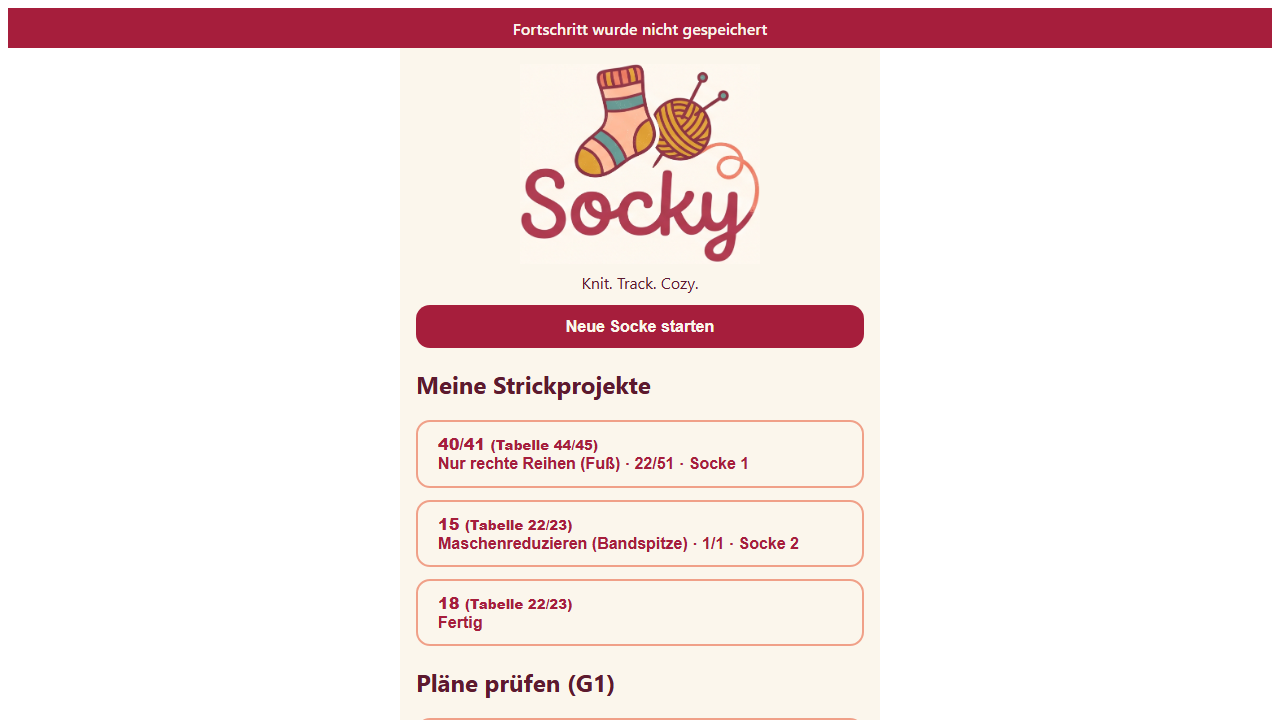 Fortschritt wurde nicht gespeichert
Socky
Knit. Track. Cozy.
Neue Socke starten
Meine Strickprojekte
40/41 (Tabelle 44/45)
Nur rechte Reihen (Fuß) · 22/51 · Socke 1
15 (Tabelle 22/23)
Maschenreduzieren (Bandspitze) · 1/1 · Socke 2
18 (Tabelle 22/23)
Fertig
Pläne prüfen (G1)